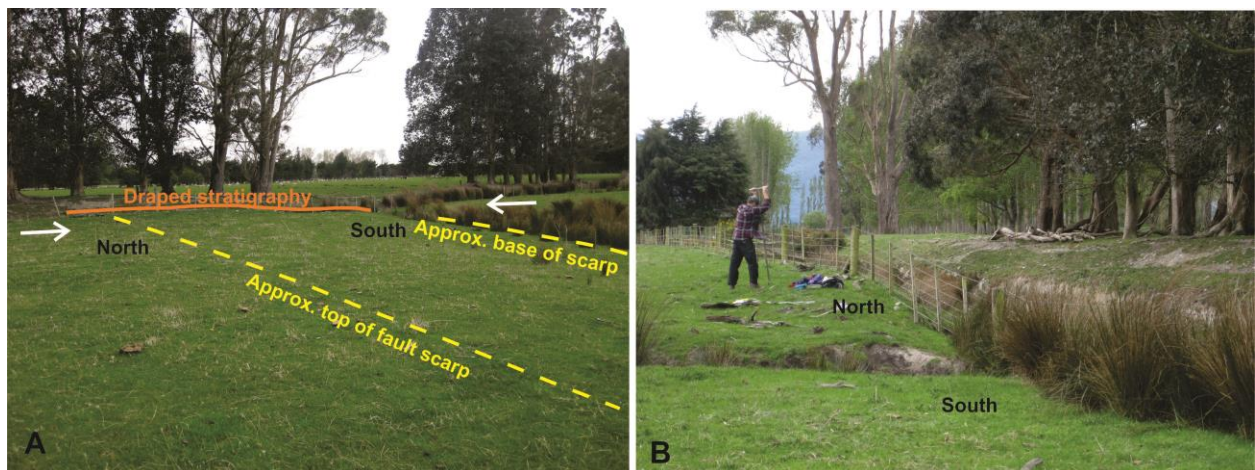 Draped stratigraphy
North
South
Approx. base of scarp
Approx. top of fault scarp
A
North
South
B